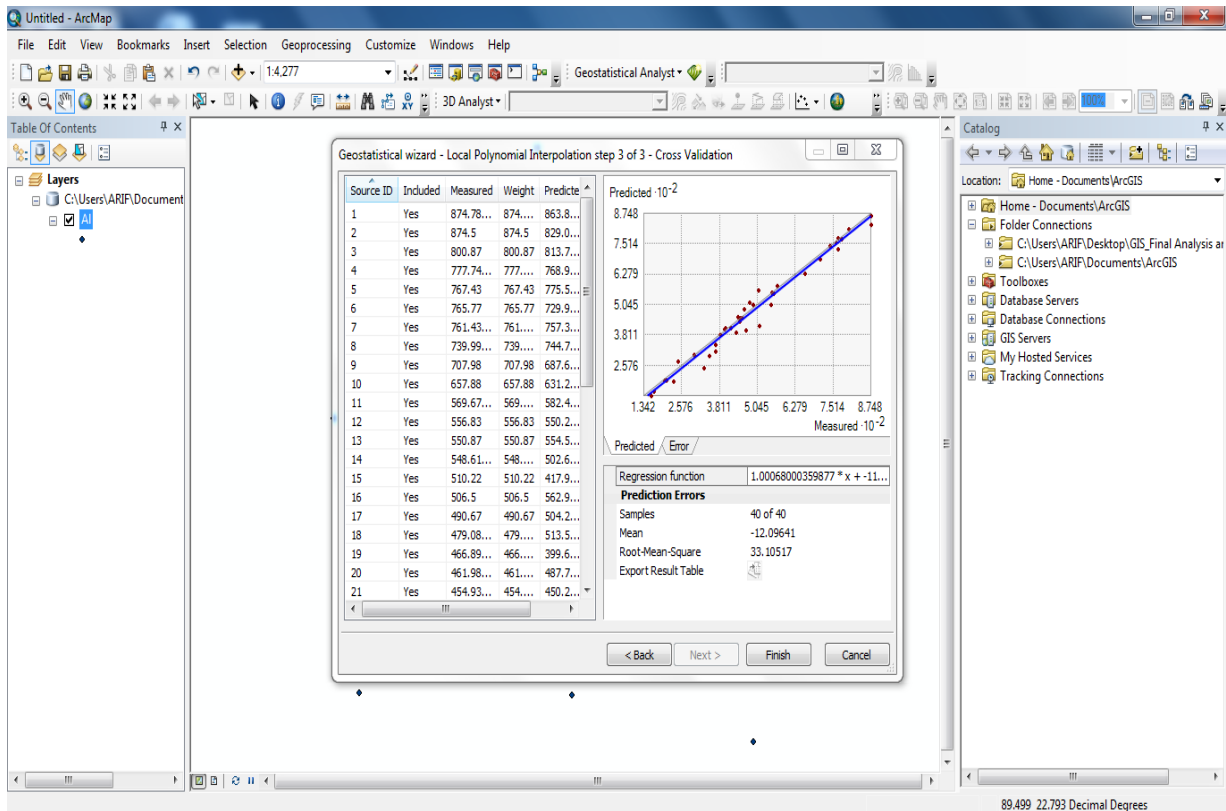 Untitled - ArcMap
File Edit View Bookmarks Insert Selection Geoprocessing Customize Windows Help
1:4,277 Geostatistical Analyst
3D Analyst 100%
Table Of Contents
Layers
C:\Users\ARIF\Document
Al
Geostatistical wizard - Local Polynomial Interpolation step 3 of 3 - Cross Validation
Source ID Included Measured Weight Predicte
1 Yes 874.78... 874.... 863.8...
2 Yes 874.5 874.5 829.0...
3 Yes 800.87 800.87 813.7...
4 Yes 777.74... 777.... 768.9...
5 Yes 767.43 767.43 775.5...
6 Yes 765.77 765.77 729.9...
7 Yes 761.43... 761.... 757.3...
8 Yes 739.99... 739.... 744.7...
9 Yes 707.98 707.98 687.6...
10 Yes 657.88 657.88 631.2...
11 Yes 569.67... 569.... 582.4...
12 Yes 556.83 556.83 550.2...
13 Yes 550.87 550.87 554.5...
14 Yes 548.61... 548.... 502.6...
15 Yes 510.22 510.22 417.9...
16 Yes 506.5 506.5 562.9...
17 Yes 490.67 490.67 504.2...
18 Yes 479.08... 479.... 513.5...
19 Yes 466.89... 466.... 399.6...
20 Yes 461.98... 461.... 487.7...
21 Yes 454.93... 454.... 450.2...
Predicted ·10-2
8.748
7.514
6.279
5.045
3.811
2.576
1.342 2.576 3.811 5.045 6.279 7.514 8.748
Measured ·10-2
Predicted Error
Regression function 1.00068000359877 * x + -11...
Prediction Errors
Samples 40 of 40
Mean -12.09641
Root-Mean-Square 33.10517
Export Result Table
< Back Next > Finish Cancel
Catalog
Location: Home - Documents\ArcGIS
Home - Documents\ArcGIS
Folder Connections
C:\Users\ARIF\Desktop\GIS_Final Analysis ar
C:\Users\ARIF\Documents\ArcGIS
Toolboxes
Database Servers
Database Connections
GIS Servers
My Hosted Services
Tracking Connections
89.499 22.793 Decimal Degrees